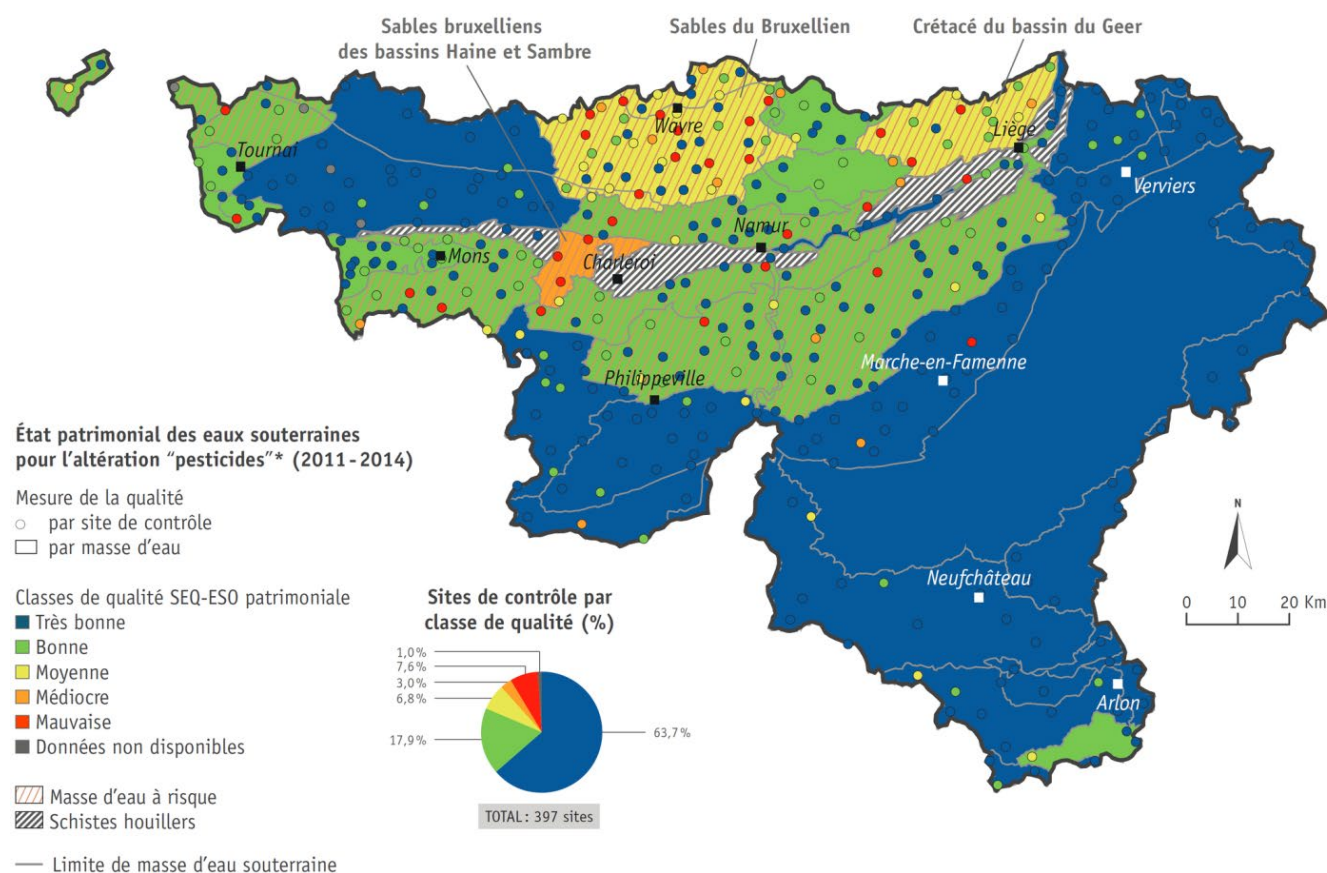 Sables bruxelliens
des bassins Haine et Sambre
Sables du Bruxellien
Crétacé du bassin du Geer
Wavre
Liège
Tournai
Verviers
Namur
Mons
Charleroi
Marche-en-Famenne
Philippeville
Neufchâteau
Arlon
État patrimonial des eaux souterraines
pour l'altération "pesticides"* (2011-2014)
Mesure de la qualité
par site de contrôle
par masse d'eau
Classes de qualité SEQ-ESO patrimoniale
Très bonne
Bonne
Moyenne
Médiocre
Mauvaise
Données non disponibles
Masse d'eau à risque
Schistes houillers
Limite de masse d'eau souterraine
Sites de contrôle par
classe de qualité (%)
1,0%
7,6%
3,0%
6,8%
17,9%
63,7%
TOTAL: 397 sites
N
0 10 20 Km